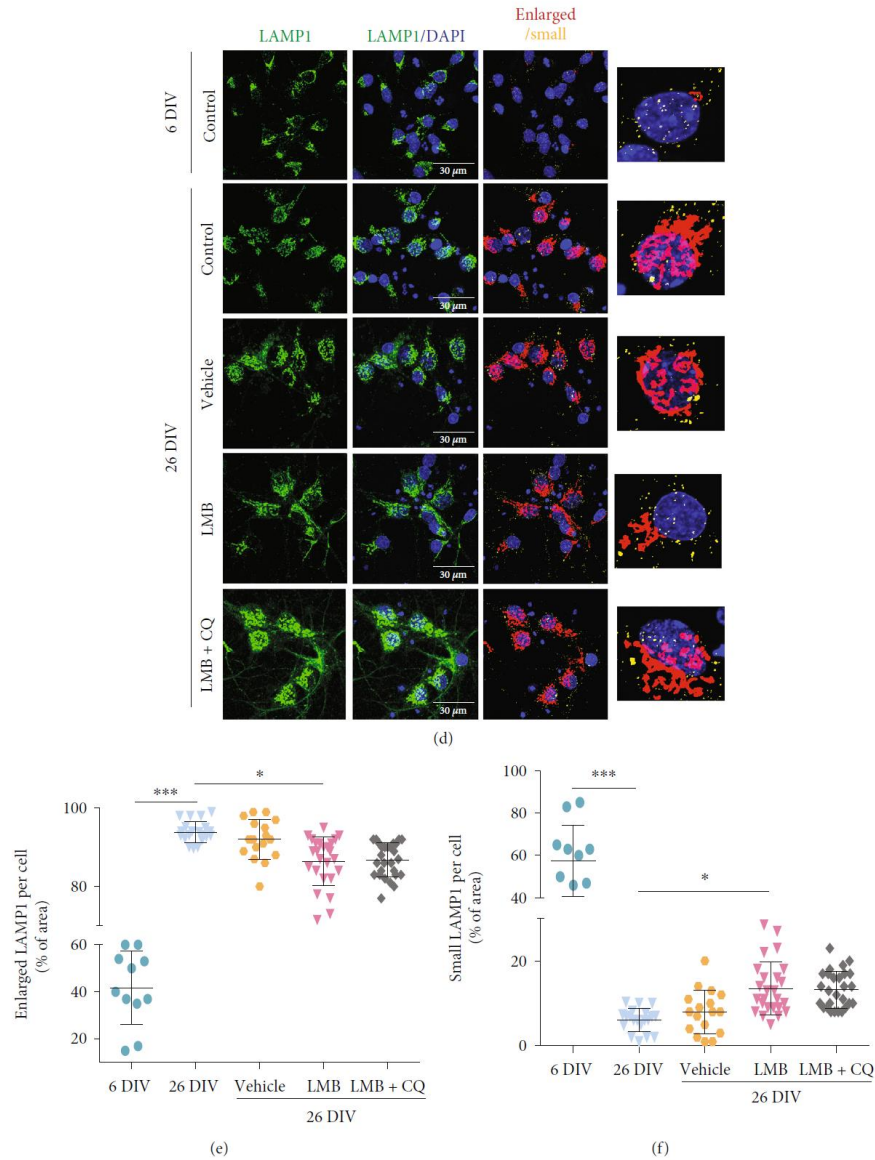 LAMP1 LAMP1/DAPI Enlarged
/small
6 DIV
Control
30 µm
26 DIV
Control
30 µm
Vehicle
30 µm
LMB
30 µm
LMB + CQ
30 µm
(d)
Enlarged LAMP1 per cell
(% of area)
100
80
60
40
20
***
*
6 DIV 26 DIV Vehicle LMB LMB + CQ
26 DIV
(e)
Small LAMP1 per cell
(% of area)
100
80
60
40
20
0
***
*
6 DIV 26 DIV Vehicle LMB LMB + CQ
26 DIV
(f)